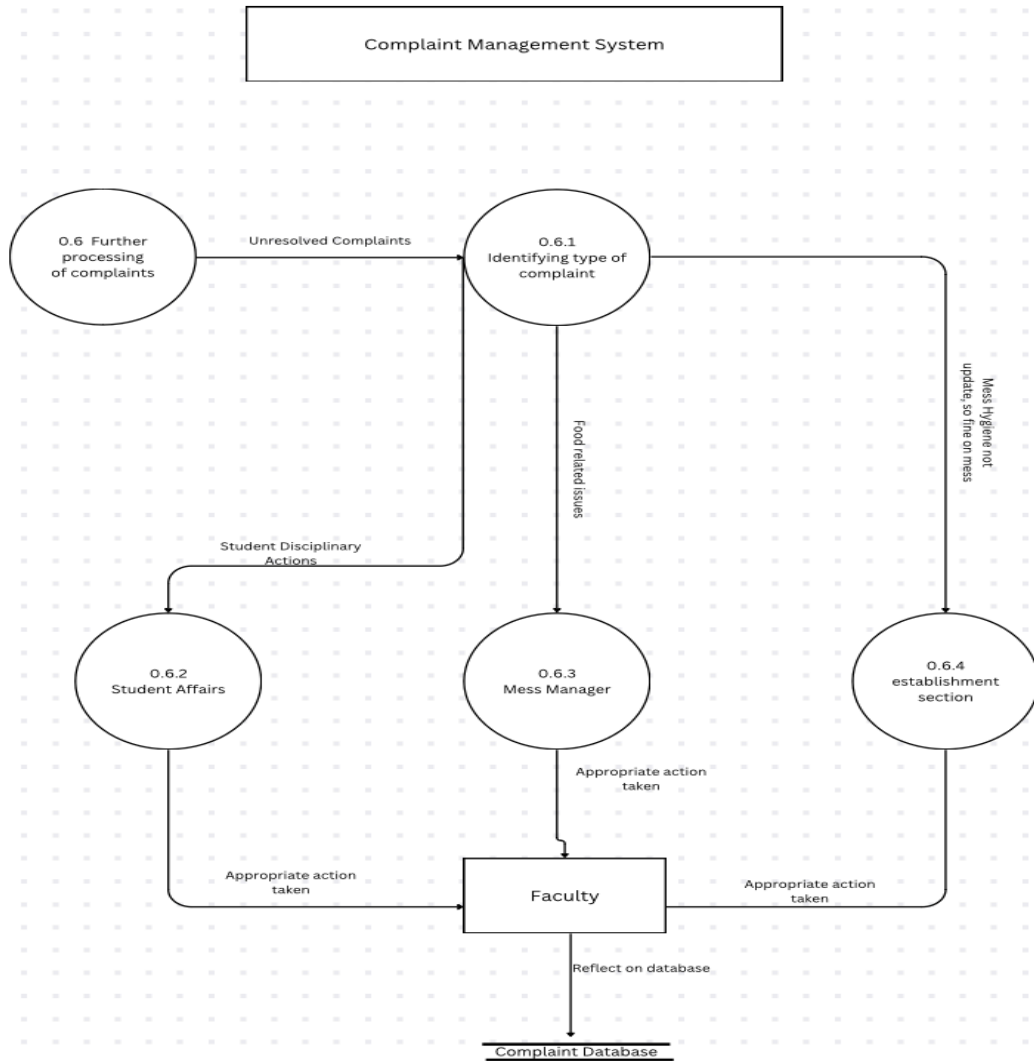 Complaint Management System
0.6 Further
processing
of complaints
Unresolved Complaints
0.6.1
Identifying type of
complaint
Mess Hygiene not
update, so fine on mess
Food related issues
Student Disciplinary
Actions
0.6.2
Student Affairs
0.6.3
Mess Manager
0.6.4
establishment
section
Appropriate action
taken
Appropriate action
taken
Faculty
Appropriate action
taken
Reflect on database
Complaint Database